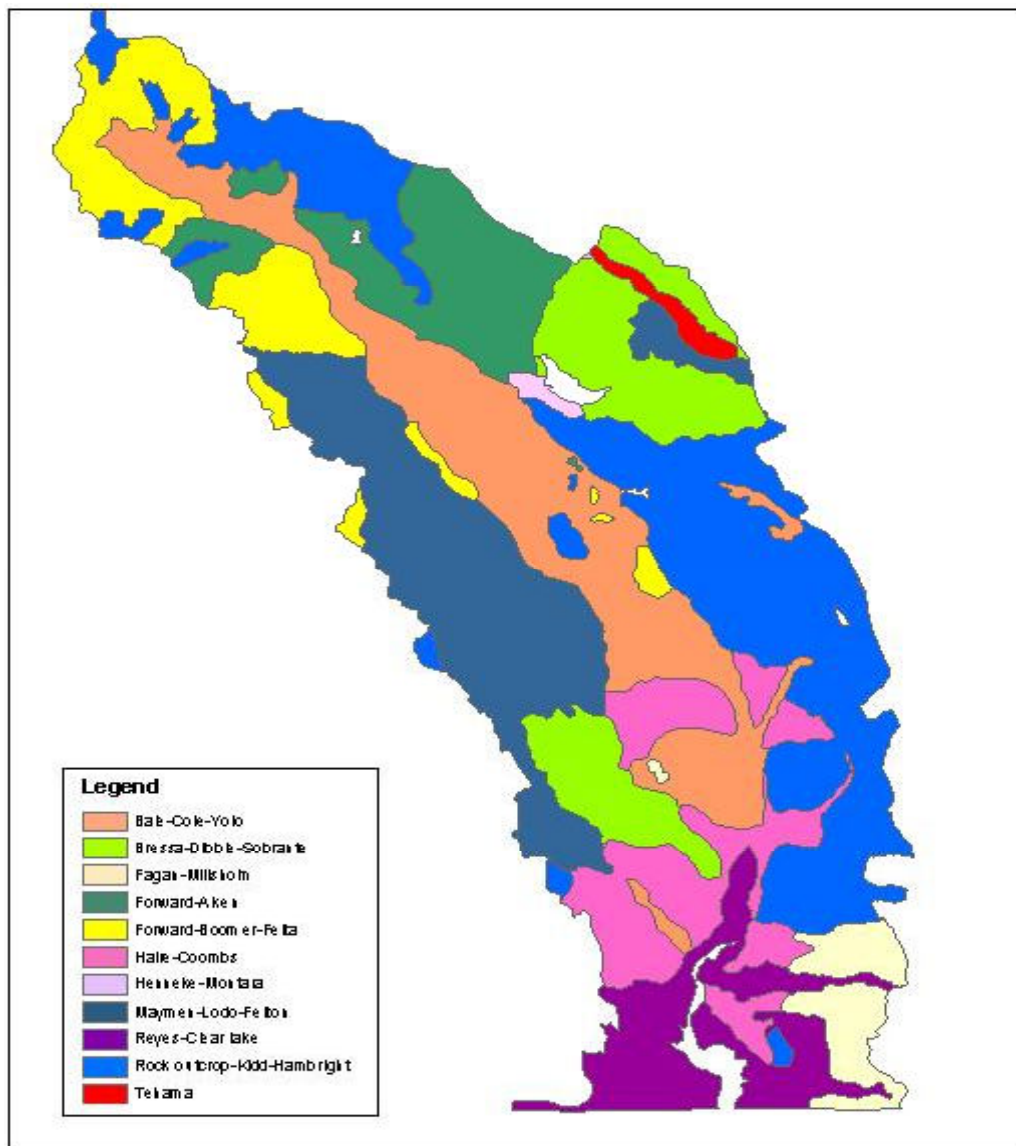 Legend
Bale-Cole-Yolo
Bressa-Dibble-Sobrante
Fagan-Millsholm
Forward-Aken
Forward-Boomer-Felta
Haire-Coombs
Henneke-Montara
Maymen-Lodo-Felton
Reyes-Clear lake
Rock outcrop-Kidd-Hambright
Tehama